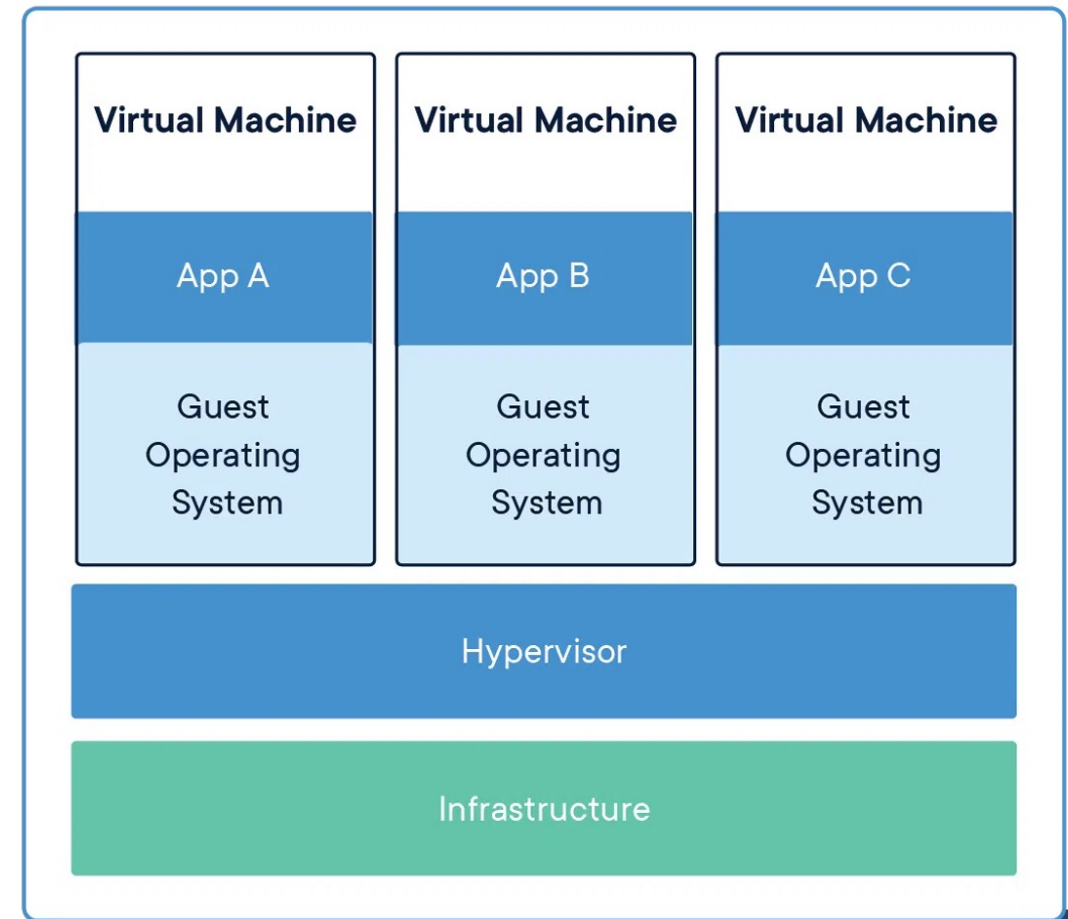 Virtual Machine
Virtual Machine
Virtual Machine
App A
App B
App C
Guest
Operating
System
Guest
Operating
System
Guest
Operating
System
Hypervisor
Infrastructure